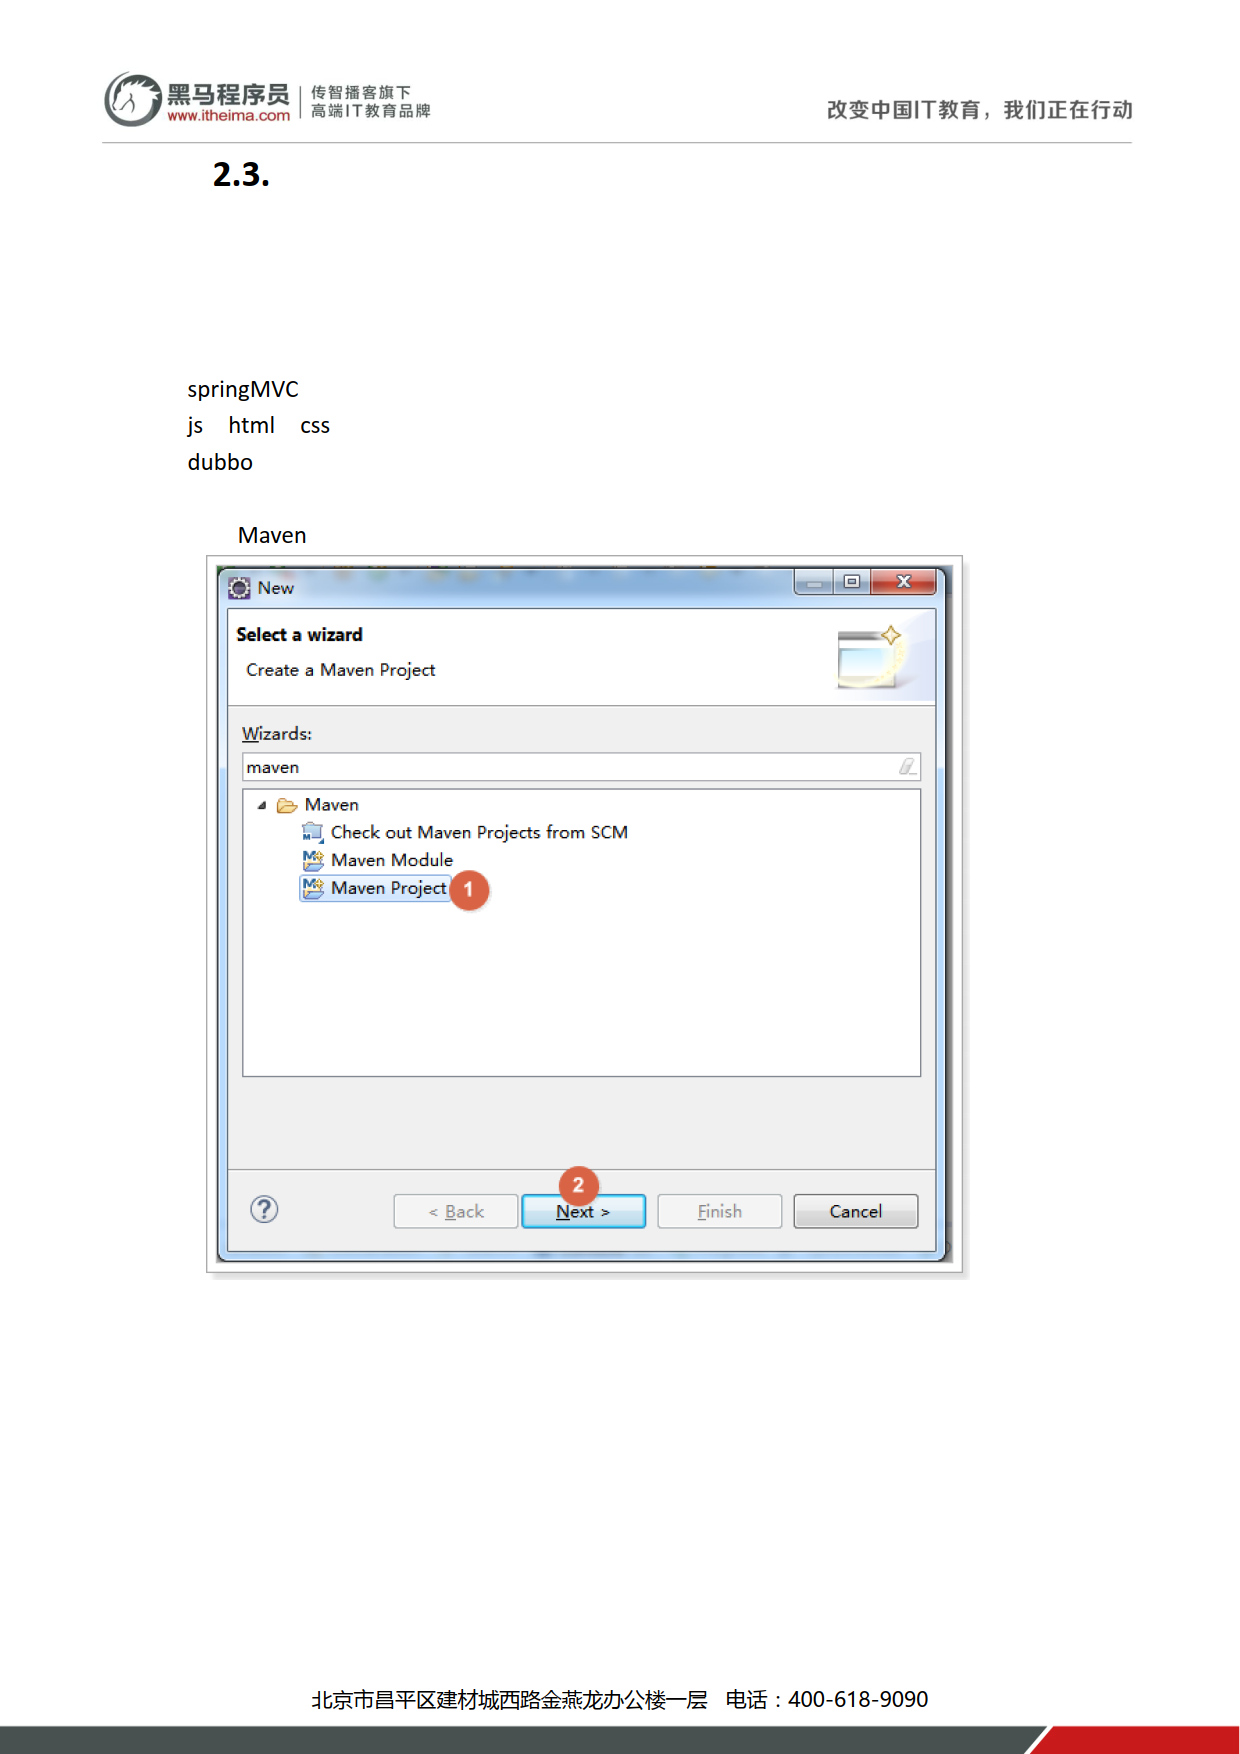 黑马程序员
www.itheima.com
传智播客旗下
高端IT教育品牌
改变中国IT教育，我们正在行动
2.3.
springMVC
js html css
dubbo
Maven
New
Select a wizard
Create a Maven Project
Wizards:
maven
Maven
Check out Maven Projects from SCM
Maven Module
Maven Project 1
2
< Back Next > Finish Cancel
北京市昌平区建材城西路金燕龙办公楼一层 电话：400-618-9090